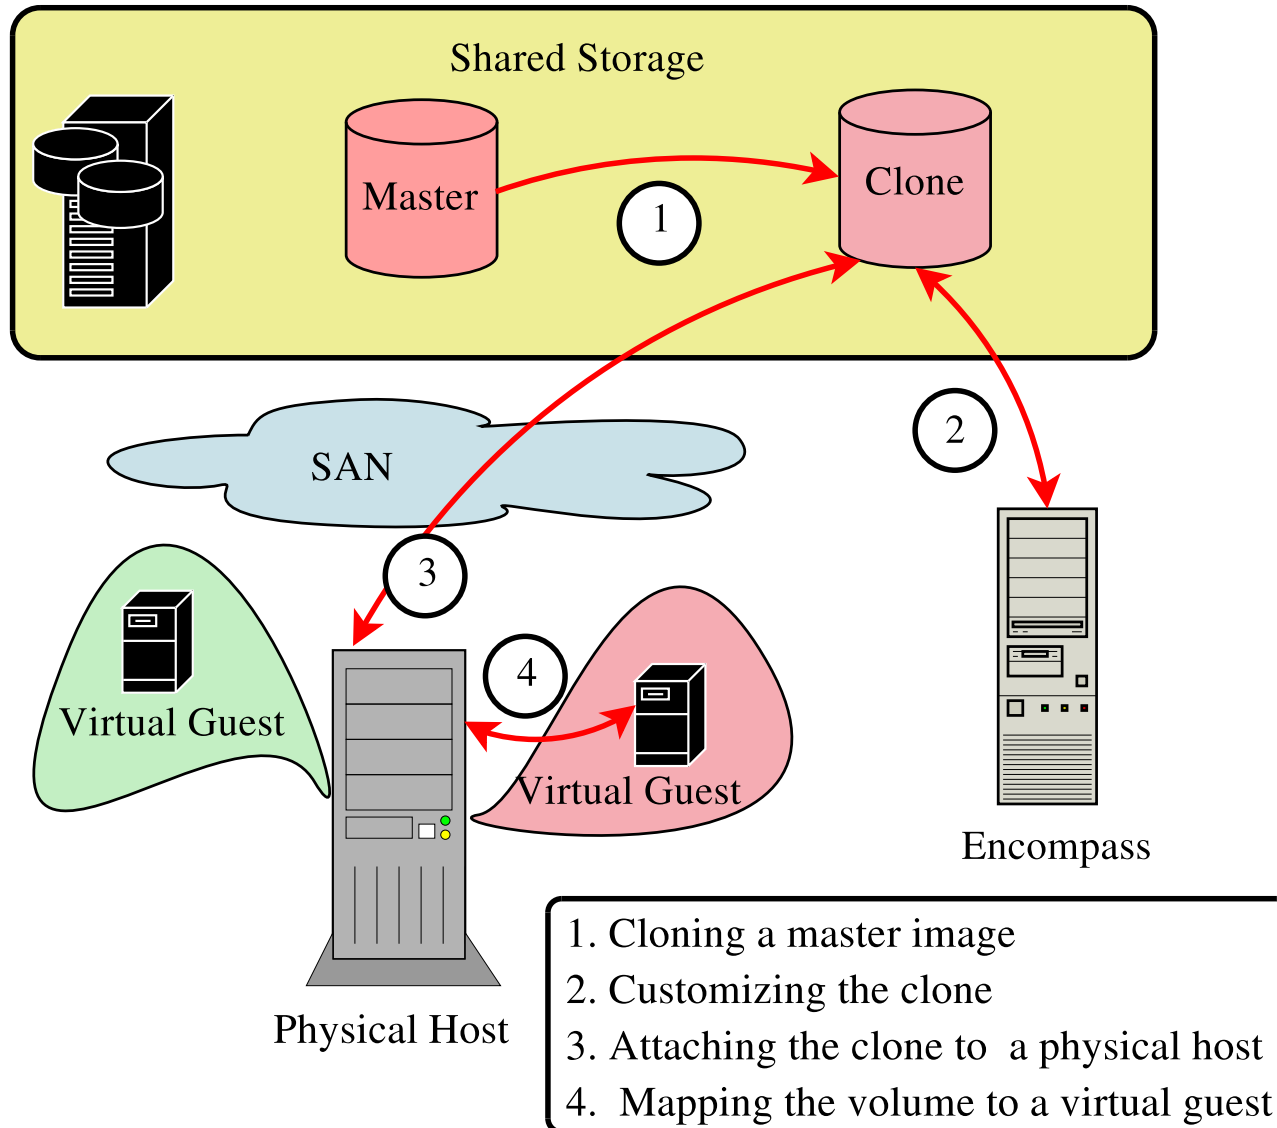 Shared Storage
Master
Clone
1
2
SAN
3
4
Virtual Guest
Virtual Guest
Encompass
Physical Host
1. Cloning a master image
2. Customizing the clone
3. Attaching the clone to a physical host
4. Mapping the volume to a virtual guest